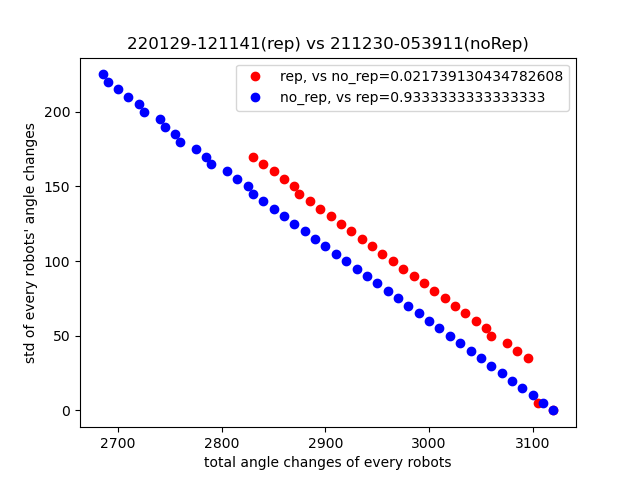 220129-121141(rep) vs 211230-053911(noRep)
rep, vs no_rep=0.021739130434782608
no_rep, vs rep=0.9333333333333333
std of every robots' angle changes
200
150
100
50
0
2700 2800 2900 3000 3100
total angle changes of every robots